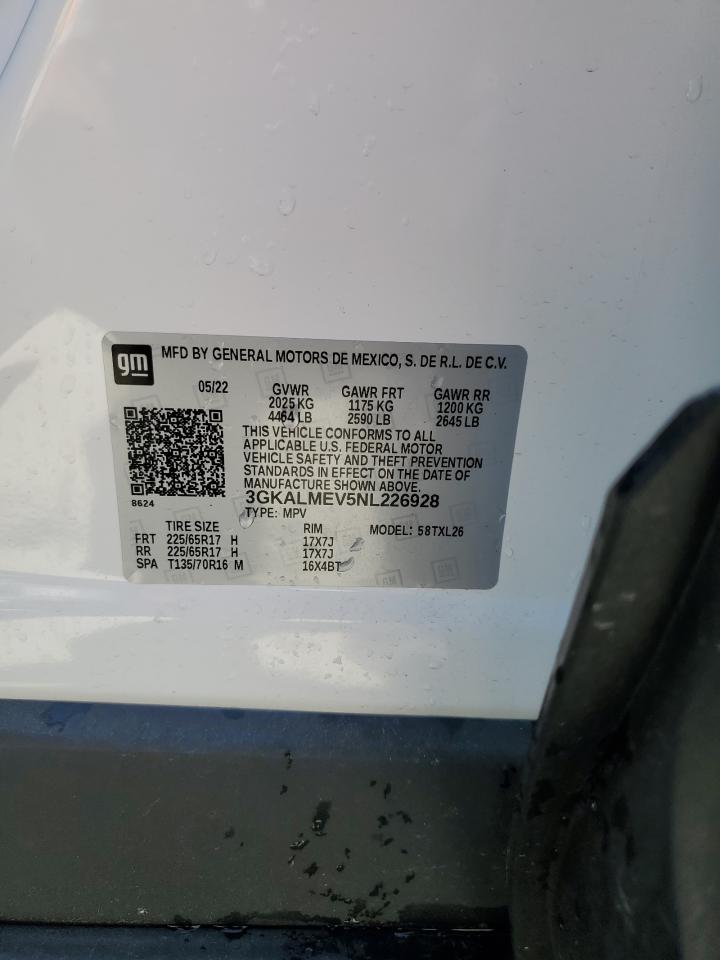 gm MFD BY GENERAL MOTORS DE MEXICO, S. DE R.L. DE C.V.
05/22 GVWR GAWR FRT GAWR RR
2025 KG 1175 KG 1200 KG
4464 LB 2590 LB 2645 LB
THIS VEHICLE CONFORMS TO ALL
APPLICABLE U.S. FEDERAL MOTOR
VEHICLE SAFETY AND THEFT PREVENTION
STANDARDS IN EFFECT ON THE DATE OF
MANUFACTURE SHOWN ABOVE.
8624 3GKALMEV5NL226928
TYPE: MPV
TIRE SIZE RIM MODEL: 58TXL26
FRT 225/65R17 H 17X7J
RR 225/65R17 H 17X7J
SPA T135/70R16 M 16X4BT